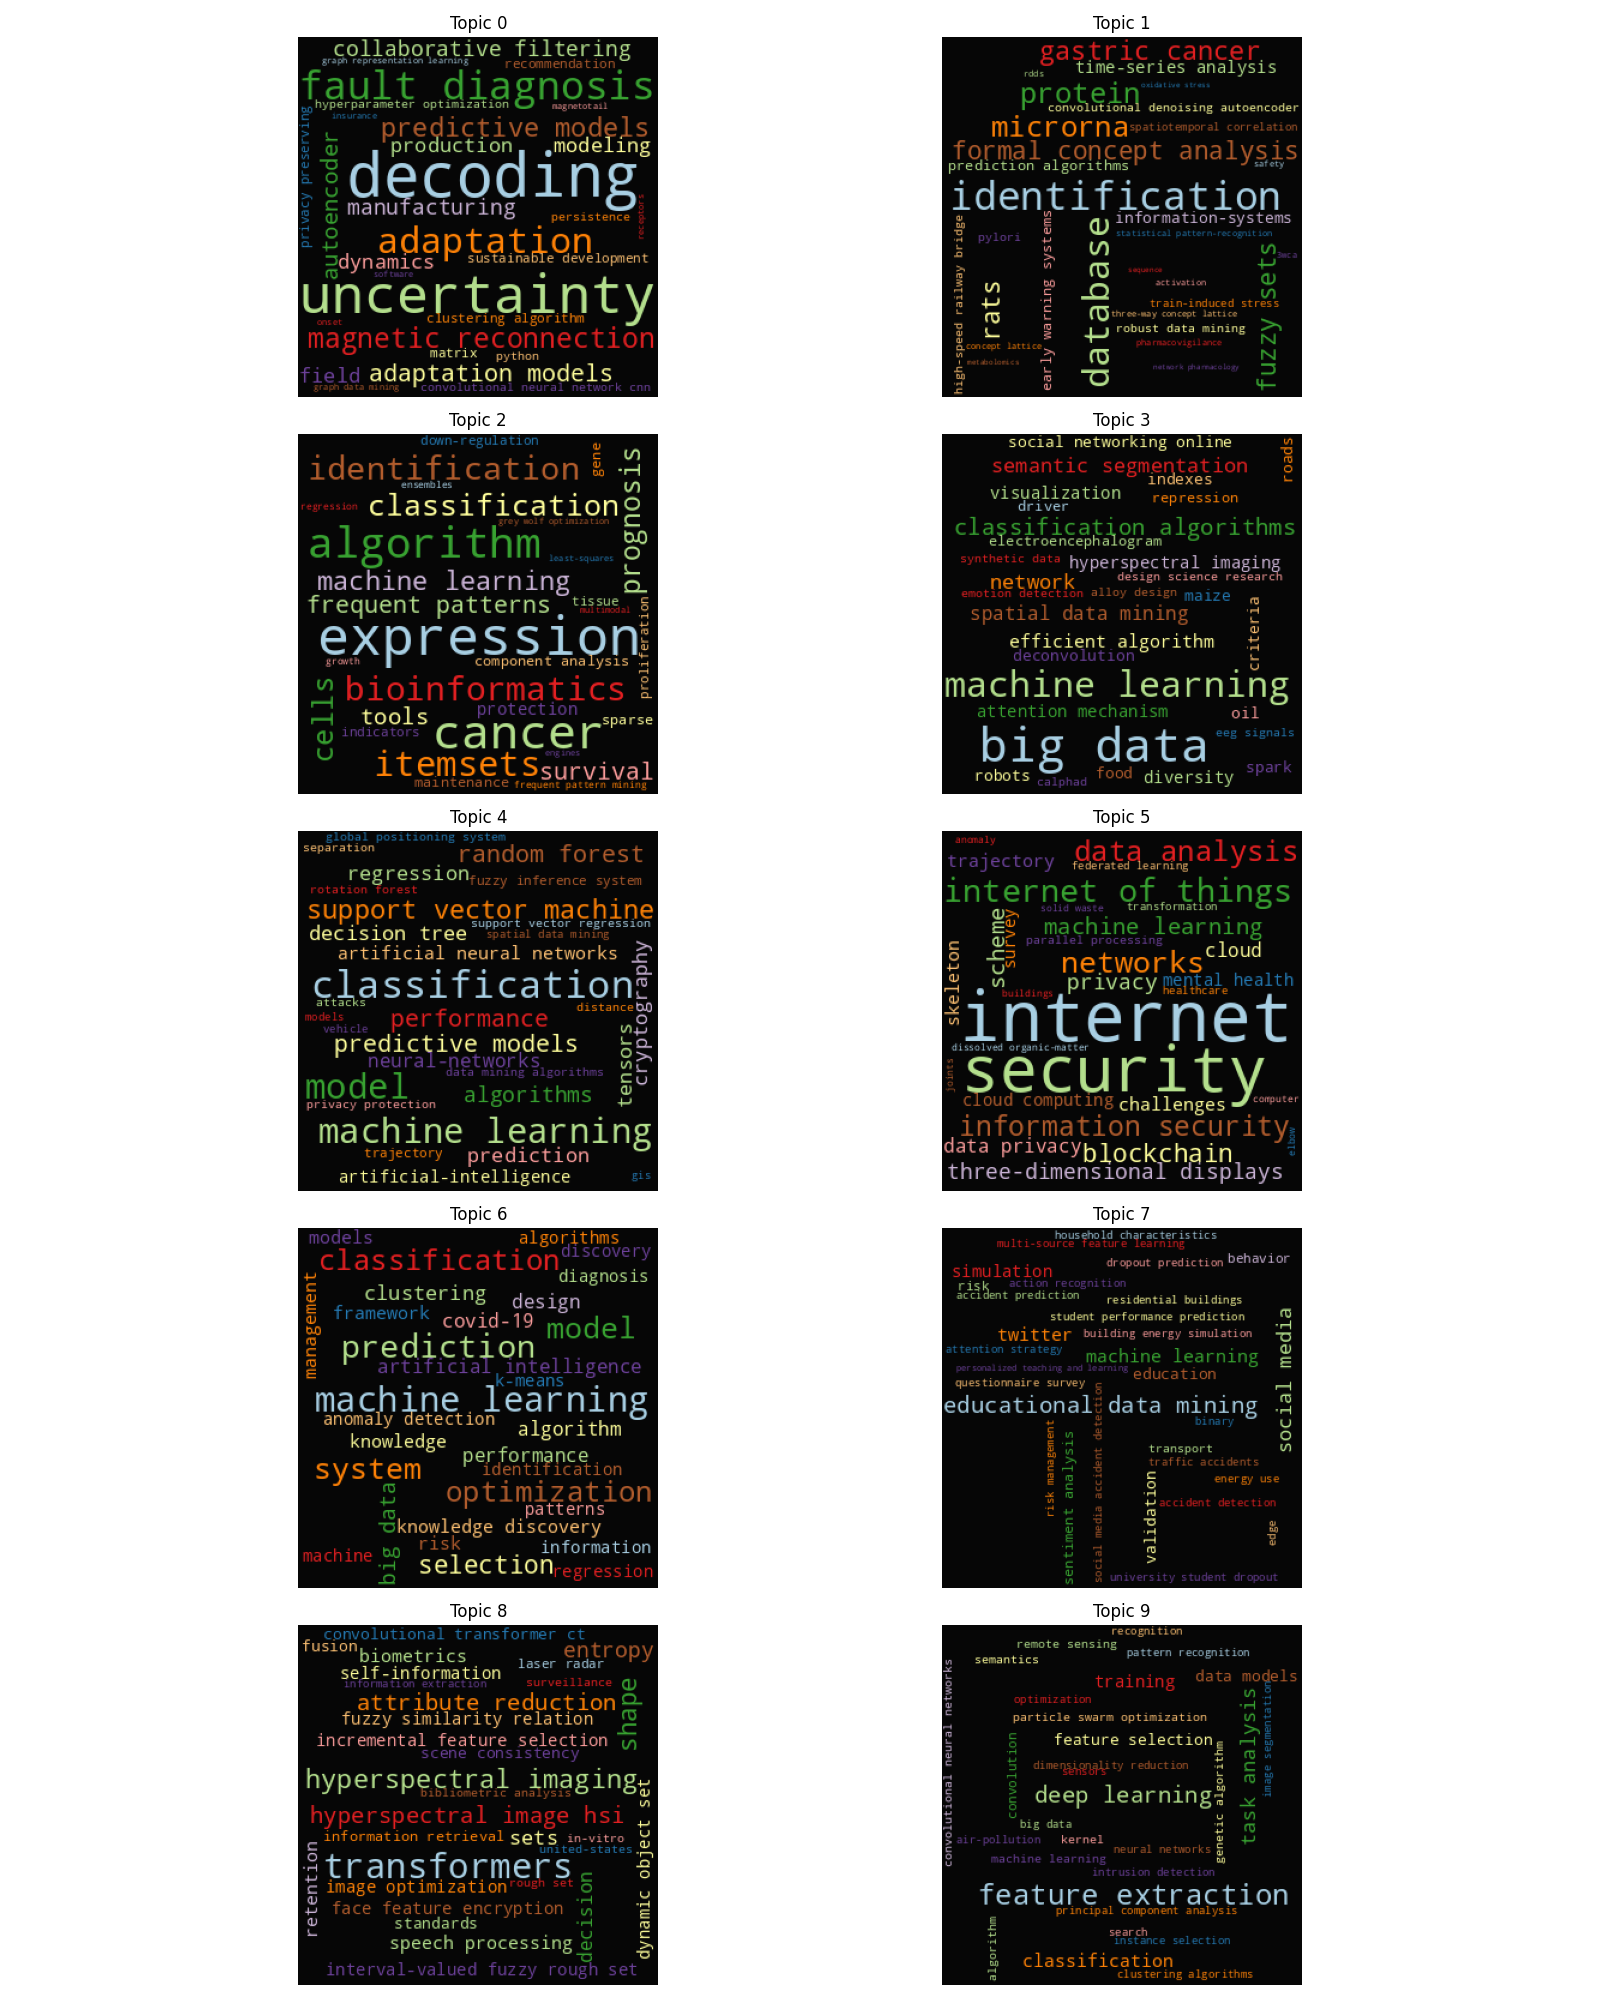 Topic 0
collaborative filtering
graph representation learning
recommendation
fault diagnosis
hyperparameter optimization
magnetotail
insurance
privacy preserving
autoencoder
predictive models
production
modeling
decoding
manufacturing
persistence
receptors
adaptation
dynamics
sustainable development
software
uncertainty
onset
clustering algorithm
magnetic reconnection
matrix
python
field
adaptation models
graph data mining
convolutional neural network cnn
Topic 1
gastric cancer
rdds
time-series analysis
protein
oxidative stress
convolutional denoising autoencoder
microrna
spatiotemporal correlation
formal concept analysis
prediction algorithms
safety
identification
high-speed railway bridge
pylori
rats
early warning systems
database
information-systems
statistical pattern-recognition
fuzzy sets
3wca
sequence
activation
train-induced stress
three-way concept lattice
robust data mining
concept lattice
pharmacovigilance
metabolomics
network pharmacology
Topic 2
down-regulation
identification
gene
prognosis
ensembles
regression
classification
grey wolf optimization
algorithm
least-squares
machine learning
frequent patterns
tissue
multimodal
proliferation
expression
growth
component analysis
cells
bioinformatics
tools
protection
sparse
indicators
cancer
engines
itemsets
survival
maintenance
frequent pattern mining
Topic 3
social networking online
roads
semantic segmentation
indexes
visualization
repression
driver
classification algorithms
electroencephalogram
synthetic data
hyperspectral imaging
network
design science research
emotion detection
alloy design
maize
spatial data mining
criteria
efficient algorithm
deconvolution
machine learning
attention mechanism
oil
big data
eeg signals
robots
calphad
food
diversity
spark
Topic 4
global positioning system
separation
random forest
regression
fuzzy inference system
rotation forest
support vector machine
support vector regression
decision tree
spatial data mining
artificial neural networks
cryptography
classification
attacks
distance
models
performance
vehicle
predictive models
tensors
neural-networks
data mining algorithms
model
algorithms
privacy protection
machine learning
trajectory
prediction
artificial-intelligence
gis
Topic 5
anomaly
data analysis
trajectory
federated learning
internet of things
solid waste
transformation
scheme
survey
machine learning
parallel processing
cloud
skeleton
networks
privacy
mental health
buildings
healthcare
internet
dissolved organic-matter
security
joints
cloud computing
challenges
computer
information security
elbow
data privacy
blockchain
three-dimensional displays
Topic 6
models
algorithms
classification
discovery
management
diagnosis
clustering
design
framework
covid-19
model
prediction
artificial intelligence
k-means
machine learning
anomaly detection
algorithm
knowledge
performance
system
identification
big data
optimization
patterns
knowledge discovery
risk
information
machine
selection
regression
Topic 7
household characteristics
multi-source feature learning
dropout prediction
behavior
simulation
risk
action recognition
accident prediction
residential buildings
social media
student performance prediction
twitter
building energy simulation
attention strategy
machine learning
personalized teaching and learning
education
questionnaire survey
educational data mining
binary
risk management
sentiment analysis
social media accident detection
transport
traffic accidents
validation
energy use
accident detection
edge
university student dropout
Topic 8
convolutional transformer ct
fusion
biometrics
entropy
self-information
laser radar
information extraction
surveillance
shape
attribute reduction
fuzzy similarity relation
incremental feature selection
scene consistency
hyperspectral imaging
bibliometric analysis
dynamic object set
hyperspectral image hsi
information retrieval
sets
in-vitro
united-states
retention
transformers
image optimization
rough set
decision
face feature encryption
standards
speech processing
interval-valued fuzzy rough set
Topic 9
recognition
remote sensing
pattern recognition
semantics
convolutional neural networks
training
data models
image segmentation
task analysis
optimization
particle swarm optimization
convolution
feature selection
genetic algorithm
dimensionality reduction
sensors
deep learning
big data
air-pollution
kernel
neural networks
machine learning
intrusion detection
feature extraction
principal component analysis
algorithm
search
instance selection
classification
clustering algorithms